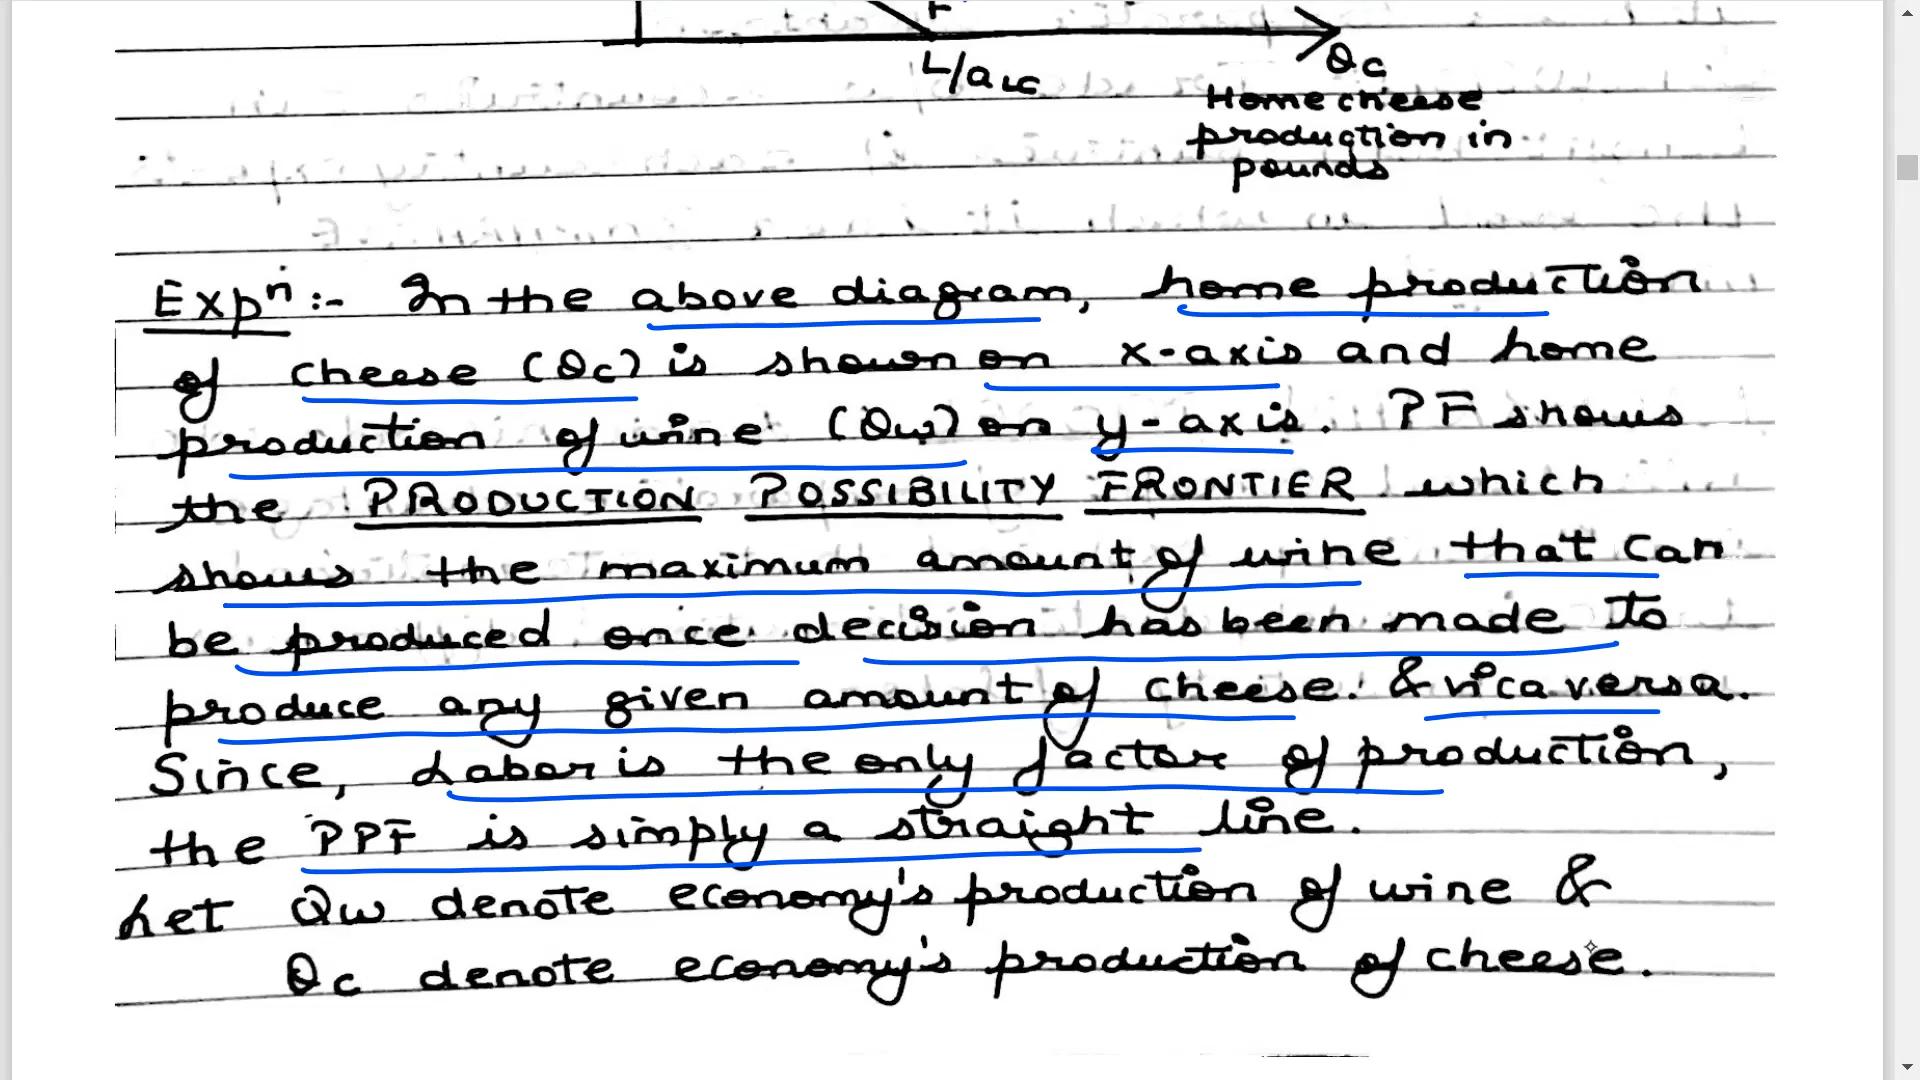 F
L/aLC
Qc
Home cheese
production in
pounds
Expⁿ :- In the above diagram, home production
of cheese (Qc) is shown on x-axis and home
production of wine (Qw) on y-axis. PF shows
the PRODUCTION POSSIBILITY FRONTIER which
shows the maximum amount of wine that can
be produced once decision has been made to
produce any given amount of cheese. & vica versa.
Since, Labor is the only factor of production,
the PPF is simply a straight line.
Let Qw denote economy's production of wine &
Qc denote economy's production of cheese.